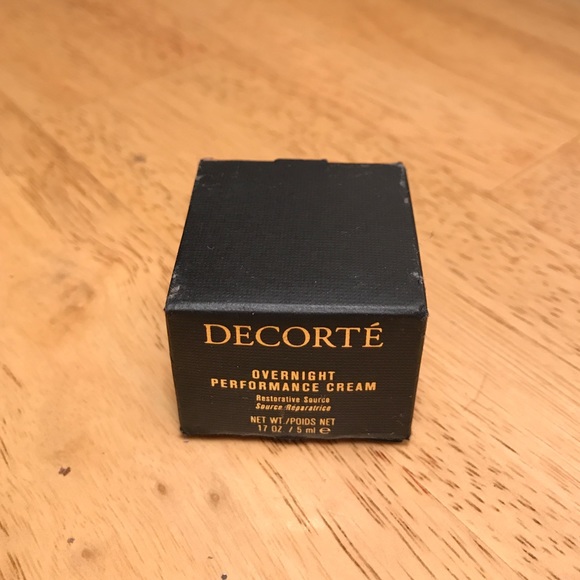 DECORTÉ
OVERNIGHT
PERFORMANCE CREAM
Restorative Source
Source Réparatrice
NET WT./POIDS NET
.17 OZ / 5 ml ℮